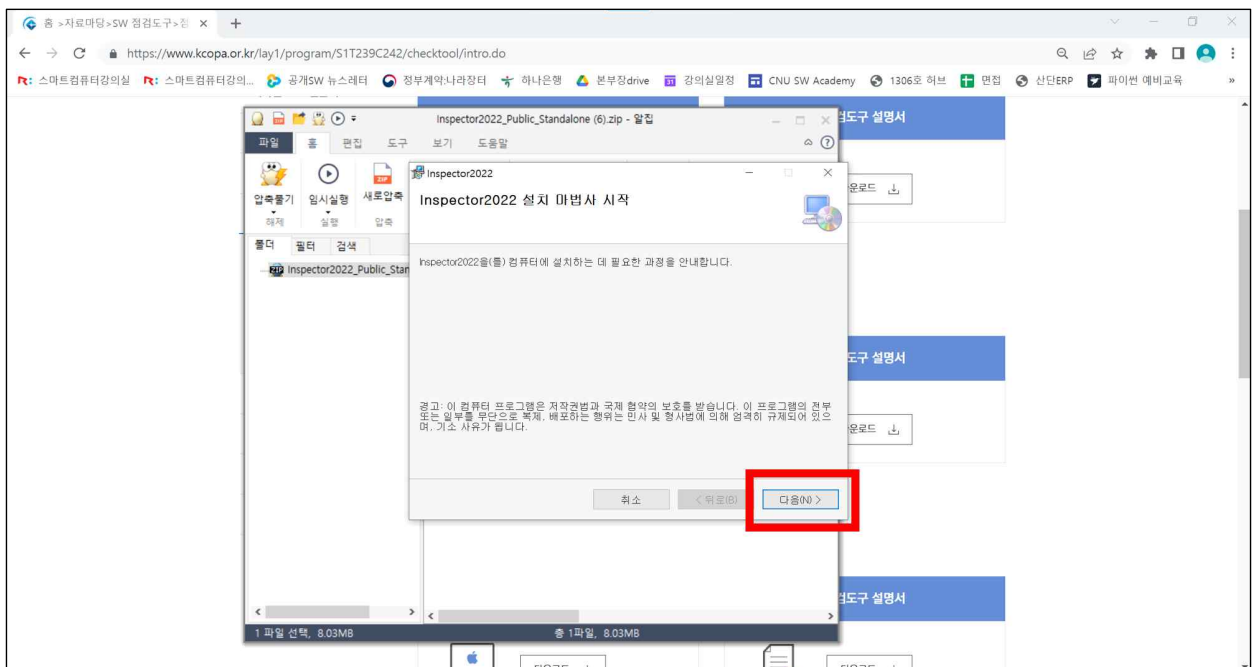 홈 >자료마당>SW 점검도구>점
https://www.kcopa.or.kr/lay1/program/S1T239C242/checktool/intro.do
스마트컴퓨터강의실 스마트컴퓨터강의... 공개SW 뉴스레터 정부계약:나라장터 하나은행 본부장drive 강의실일정 CNU SW Academy 1306호 허브 면접 산단ERP 파이썬 예비교육 »
Inspector2022_Public_Standalone (6).zip - 알집
파일 홈 편집 도구 보기 도움말
압축풀기 임시실행 새로압축
해제 실행 압축
폴더 필터 검색
Inspector2022_Public_Stan
Inspector2022
Inspector2022 설치 마법사 시작
Inspector2022을(를) 컴퓨터에 설치하는 데 필요한 과정을 안내합니다.
경고: 이 컴퓨터 프로그램은 저작권법과 국제 협약의 보호를 받습니다. 이 프로그램의 전부
또는 일부를 무단으로 복제, 배포하는 행위는 민사 및 형사법에 의해 엄격히 규제되어 있으
며, 기소 사유가 됩니다.
취소 < 뒤로(B) 다음(N) >
1 파일 선택, 8.03MB 총 1파일, 8.03MB
검도구 설명서
운로드
도구 설명서
운로드
검도구 설명서